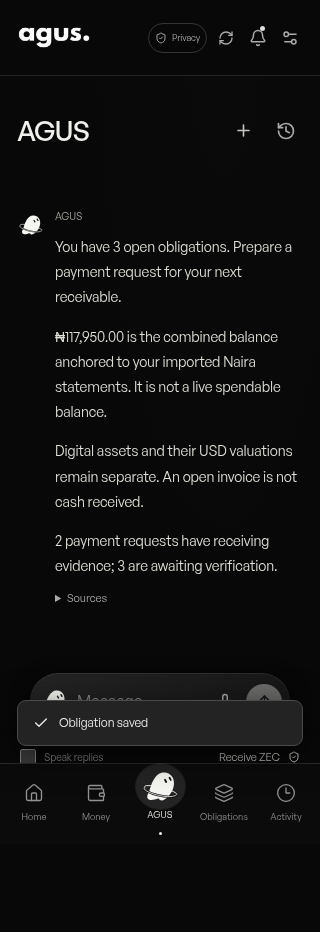 agus.
Privacy
AGUS
AGUS
You have 3 open obligations. Prepare a
payment request for your next
receivable.
₦117,950.00 is the combined balance
anchored to your imported Naira
statements. It is not a live spendable
balance.
Digital assets and their USD valuations
remain separate. An open invoice is not
cash received.
2 payment requests have receiving
evidence; 3 are awaiting verification.
Sources
Message
Obligation saved
Speak replies
Receive ZEC
Home
Money
AGUS
Obligations
Activity